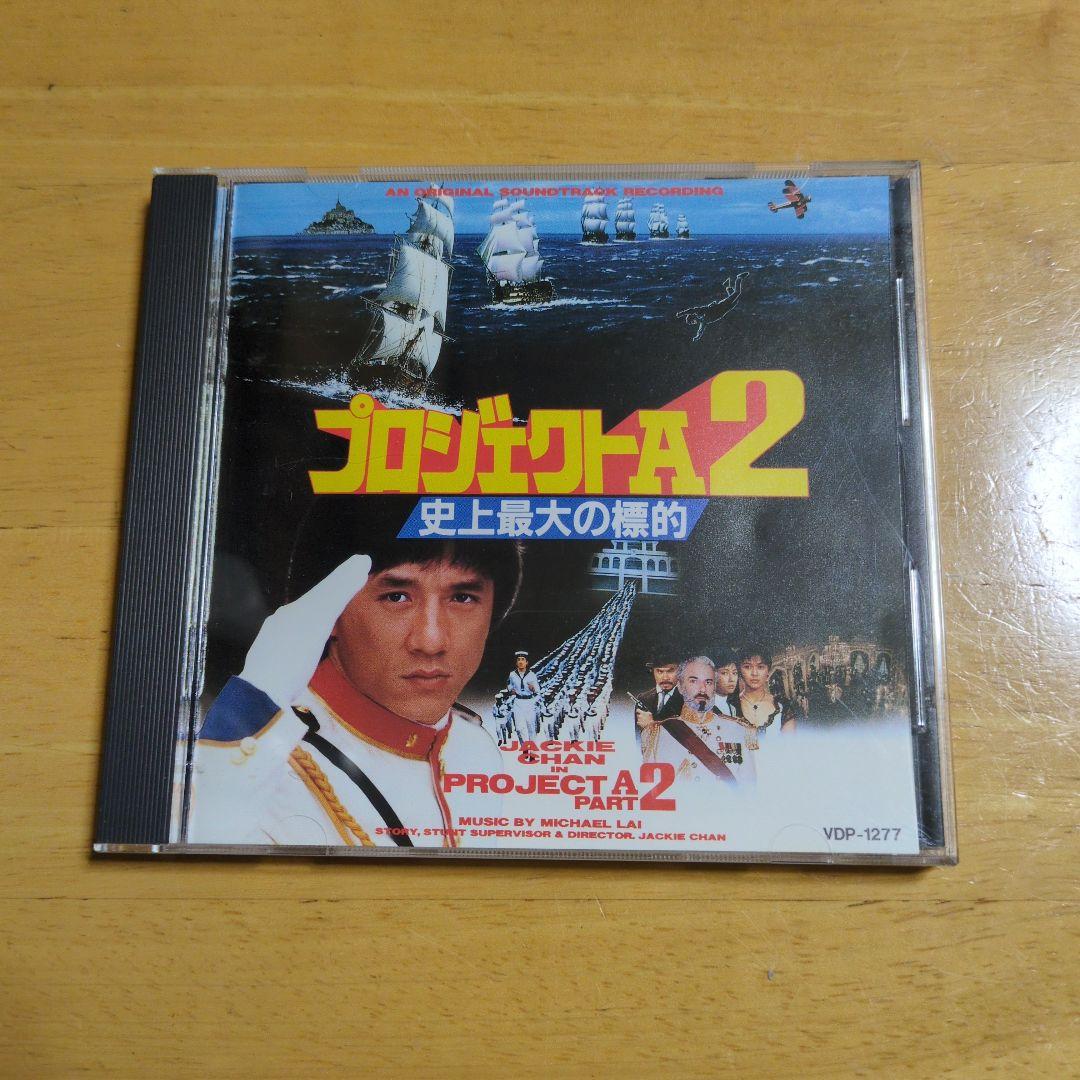 AN ORIGINAL SOUNDTRACK RECORDING
プロジェクトA2
史上最大の標的
JACKIE
CHAN
IN
PROJECT A
PART 2
MUSIC BY MICHAEL LAI
STORY, STUNT SUPERVISOR & DIRECTOR. JACKIE CHAN
VDP-1277